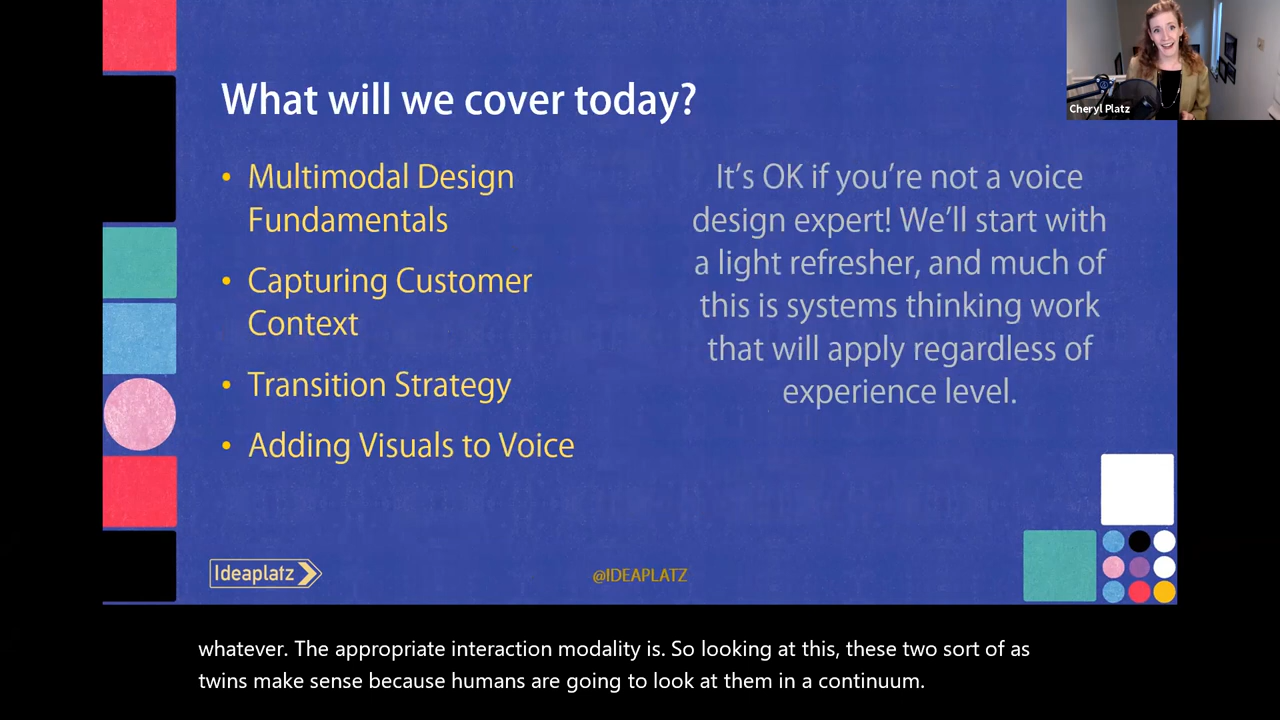 What will we cover today?
• Multimodal Design
Fundamentals
• Capturing Customer
Context
• Transition Strategy
• Adding Visuals to Voice
It's OK if you're not a voice
design expert! We'll start with
a light refresher, and much of
this is systems thinking work
that will apply regardless of
experience level.
Cheryl Platz
Ideaplatz
@IDEAPLATZ
whatever. The appropriate interaction modality is. So looking at this, these two sort of as
twins make sense because humans are going to look at them in a continuum.